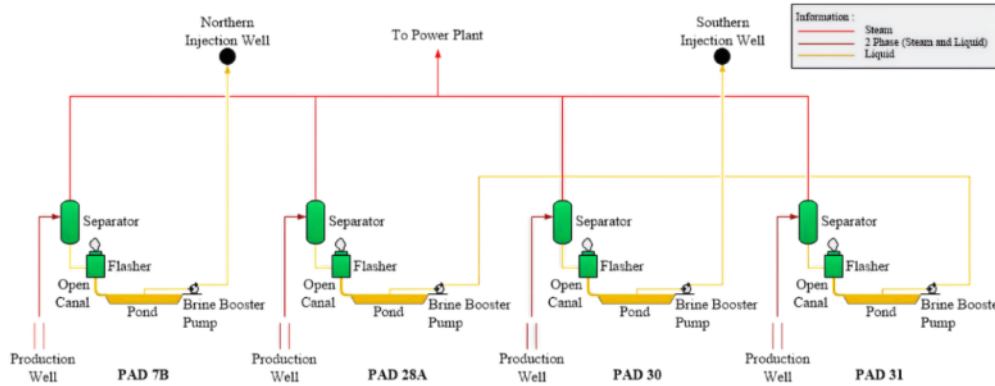 Northern
Injection Well
To Power Plant
Southern
Injection Well
Information :
Steam
2 Phase (Steam and Liquid)
Liquid
Separator
Flasher
Open
Canal
Pond
Brine Booster
Pump
Production
Well
PAD 7B
Separator
Flasher
Open
Canal
Pond
Brine Booster
Pump
Production
Well
PAD 28A
Separator
Flasher
Open
Canal
Pond
Brine Booster
Pump
Production
Well
PAD 30
Separator
Flasher
Open
Canal
Pond
Brine Booster
Pump
Production
Well
PAD 31